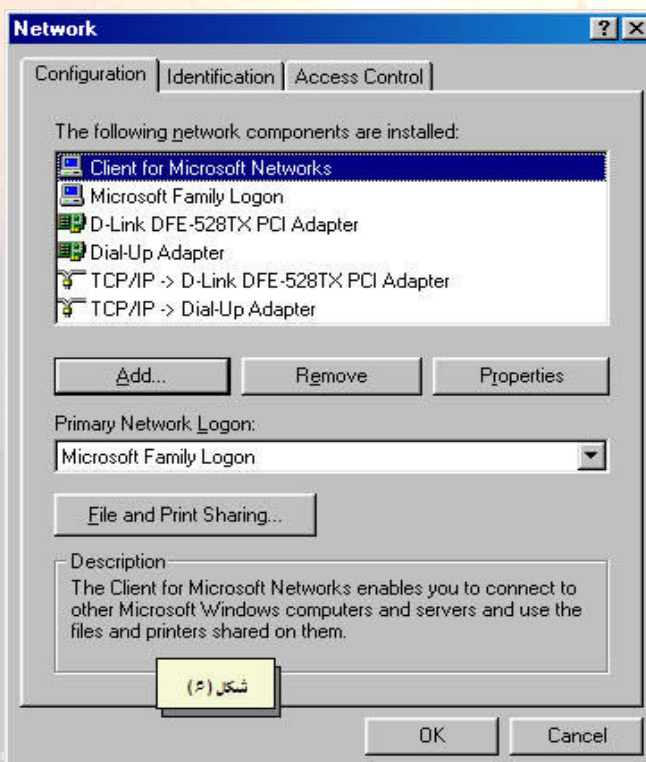 Network
Configuration Identification Access Control
The following network components are installed:
Client for Microsoft Networks
Microsoft Family Logon
D-Link DFE-528TX PCI Adapter
Dial-Up Adapter
TCP/IP -> D-Link DFE-528TX PCI Adapter
TCP/IP -> Dial-Up Adapter
Add... Remove Properties
Primary Network Logon:
Microsoft Family Logon
File and Print Sharing...
Description
The Client for Microsoft Networks enables you to connect to
other Microsoft Windows computers and servers and use the
files and printers shared on them.
شکل (۶)
OK Cancel